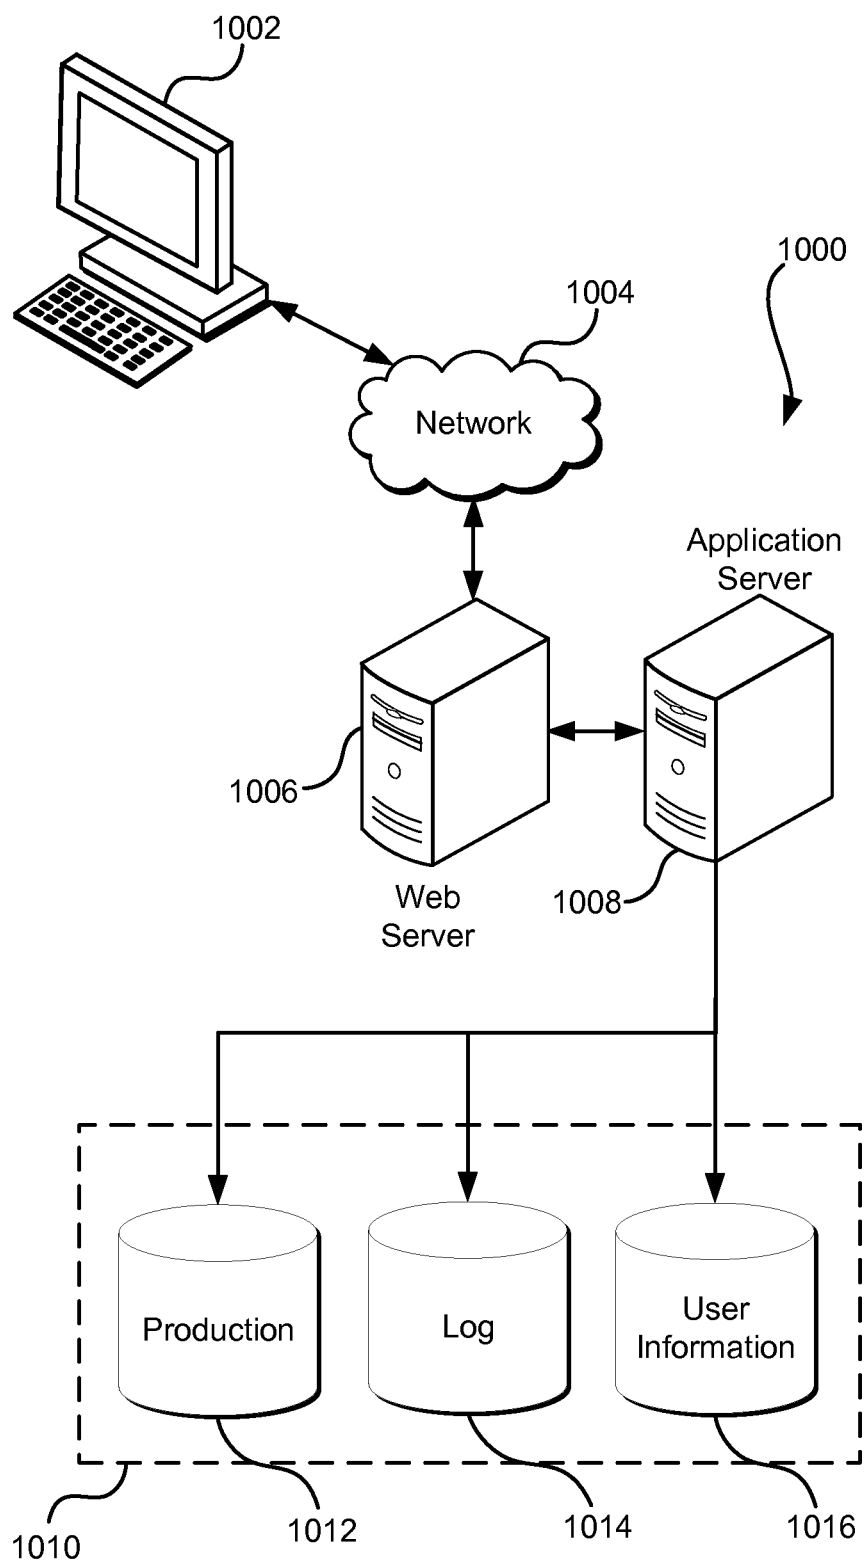 1002
1000
1004
Network
Application
Server
1006
1008
Web
Server
Production
Log
User
Information
1010
1012
1014
1016